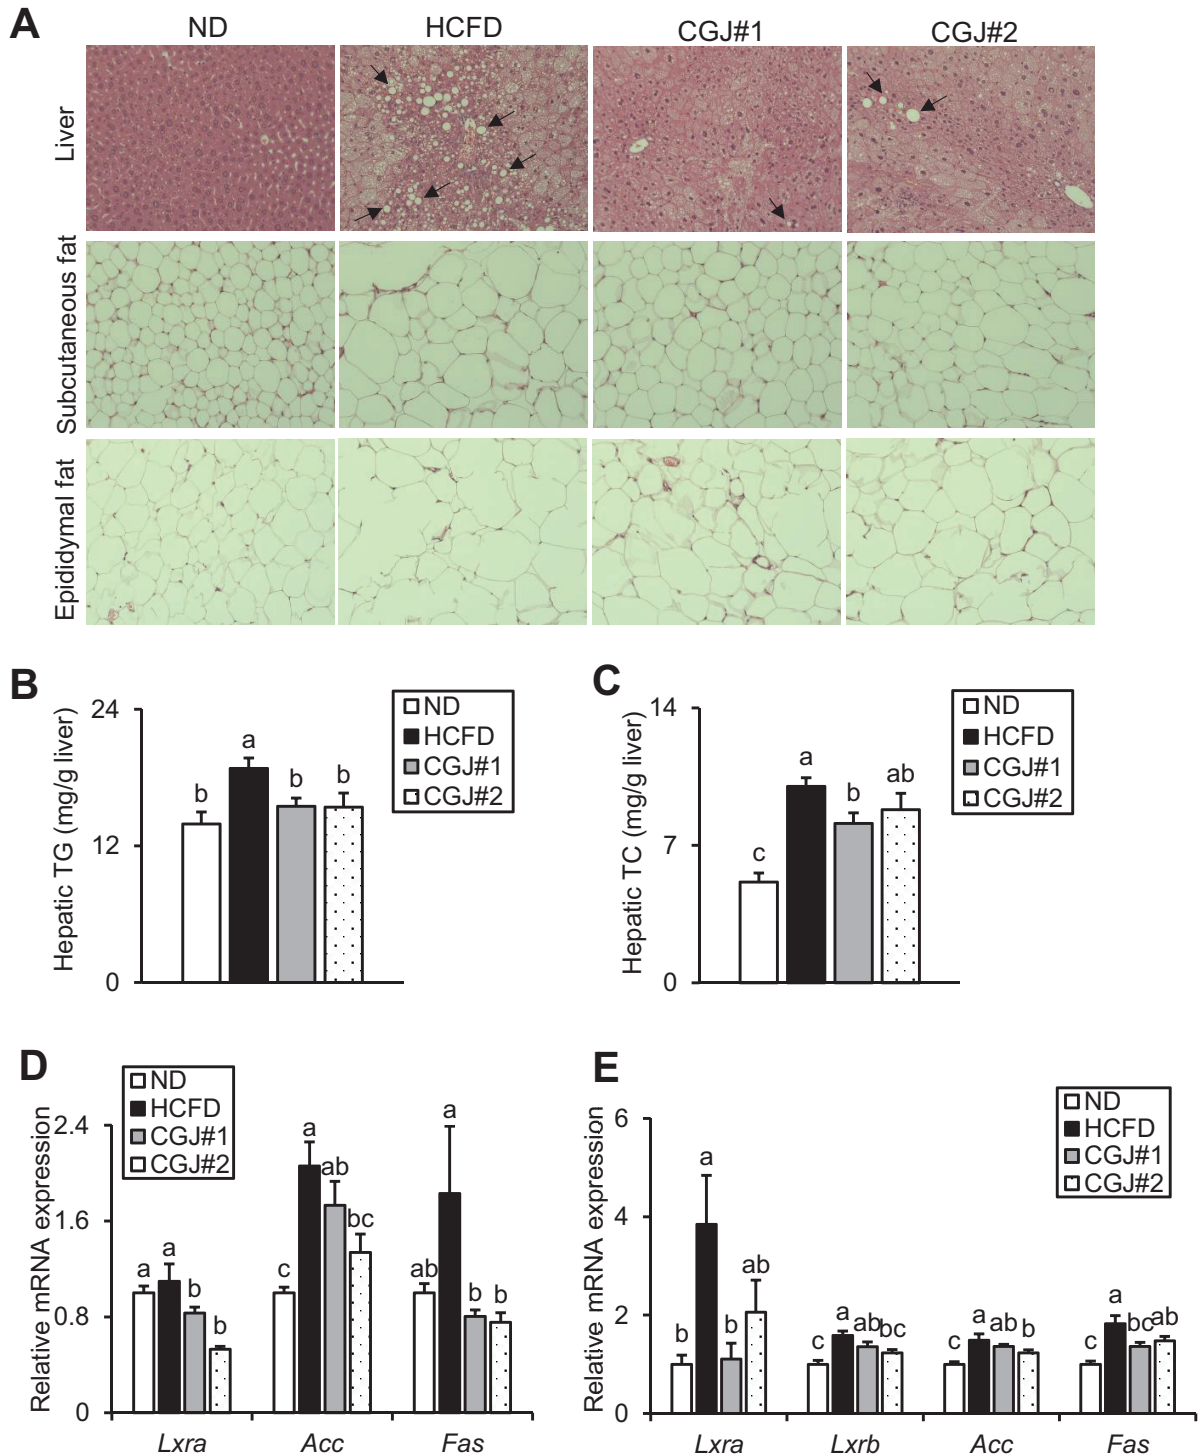 A
ND
HCFD
CGJ#1
CGJ#2
Liver
Subcutaneous fat
Epididymal fat
B
Hepatic TG (mg/g liver)
24
12
0
b
a
b
b
ND
HCFD
CGJ#1
CGJ#2
C
Hepatic TC (mg/g liver)
14
7
0
c
a
b
ab
ND
HCFD
CGJ#1
CGJ#2
D
ND
HCFD
CGJ#1
CGJ#2
Relative mRNA expression
2.4
1.6
0.8
0
a
a
b
b
c
a
ab
bc
ab
a
b
b
Lxra
Acc
Fas
E
ND
HCFD
CGJ#1
CGJ#2
Relative mRNA expression
6
4
2
0
b
a
b
ab
c
a
ab
bc
c
a
ab
b
c
a
bc
ab
Lxra
Lxrb
Acc
Fas